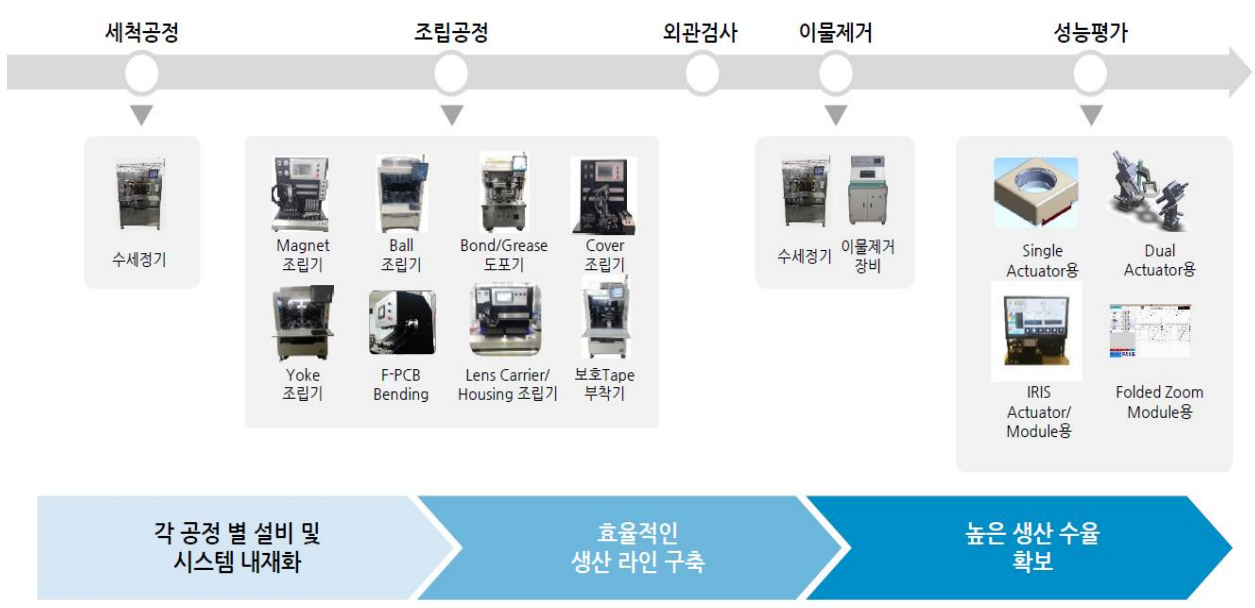 세척공정
조립공정
외관검사
이물제거
성능평가
수세정기
Magnet
조립기
Ball
조립기
Bond/Grease
도포기
Cover
조립기
Yoke
조립기
F-PCB
Bending
Lens Carrier/
Housing 조립기
보호Tape
부착기
수세정기
이물제거
장비
Single
Actuator용
Dual
Actuator용
IRIS
Actuator/
Module용
Folded Zoom
Module용
각 공정 별 설비 및
시스템 내재화
효율적인
생산 라인 구축
높은 생산 수율
확보